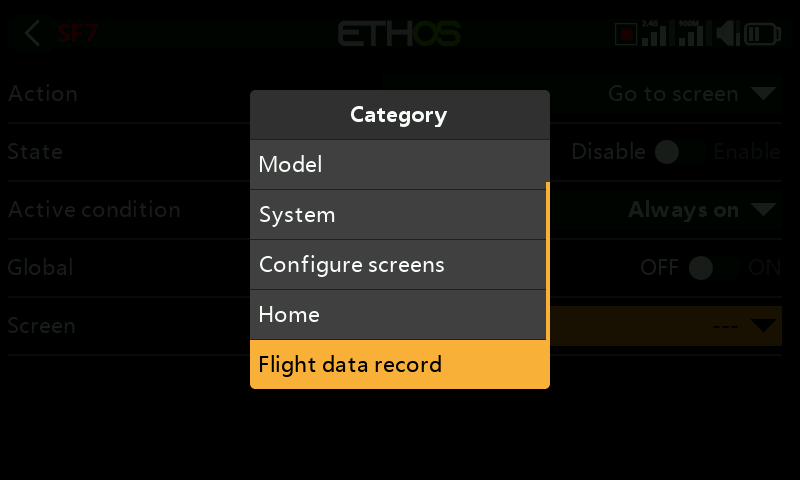 SF7
ETHOS
2.4G
900M
Action
Go to screen
State
Disable
Enable
Active condition
Always on
Global
OFF
ON
Screen
---
Category
Model
System
Configure screens
Home
Flight data record